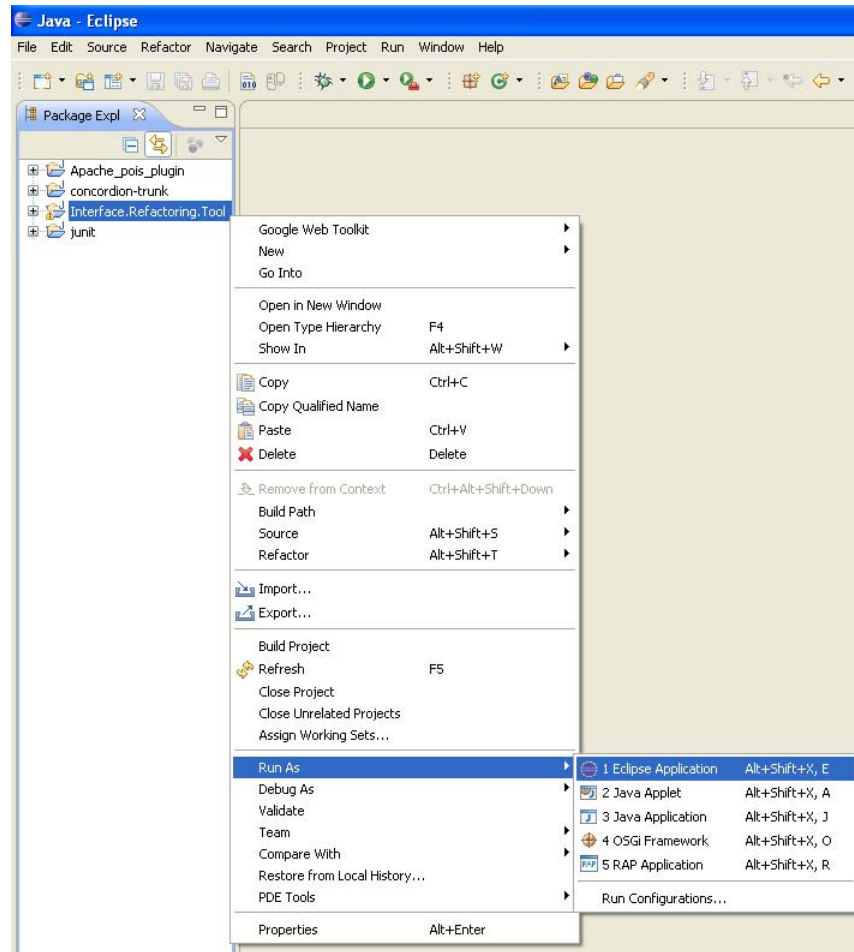 Java - Eclipse
File Edit Source Refactor Navigate Search Project Run Window Help
Package Expl
Apache_pois_plugin
concordion-trunk
Interface.Refactoring.Tool
junit
Google Web Toolkit
New
Go Into
Open in New Window
Open Type Hierarchy F4
Show In Alt+Shift+W
Copy Ctrl+C
Copy Qualified Name
Paste Ctrl+V
Delete Delete
Remove from Context Ctrl+Alt+Shift+Down
Build Path
Source Alt+Shift+S
Refactor Alt+Shift+T
Import...
Export...
Build Project
Refresh F5
Close Project
Close Unrelated Projects
Assign Working Sets...
Run As
Debug As
Validate
Team
Compare With
Restore from Local History...
PDE Tools
Properties Alt+Enter
1 Eclipse Application Alt+Shift+X, E
2 Java Applet Alt+Shift+X, A
3 Java Application Alt+Shift+X, J
4 OSGi Framework Alt+Shift+X, O
RAP 5 RAP Application Alt+Shift+X, R
Run Configurations...